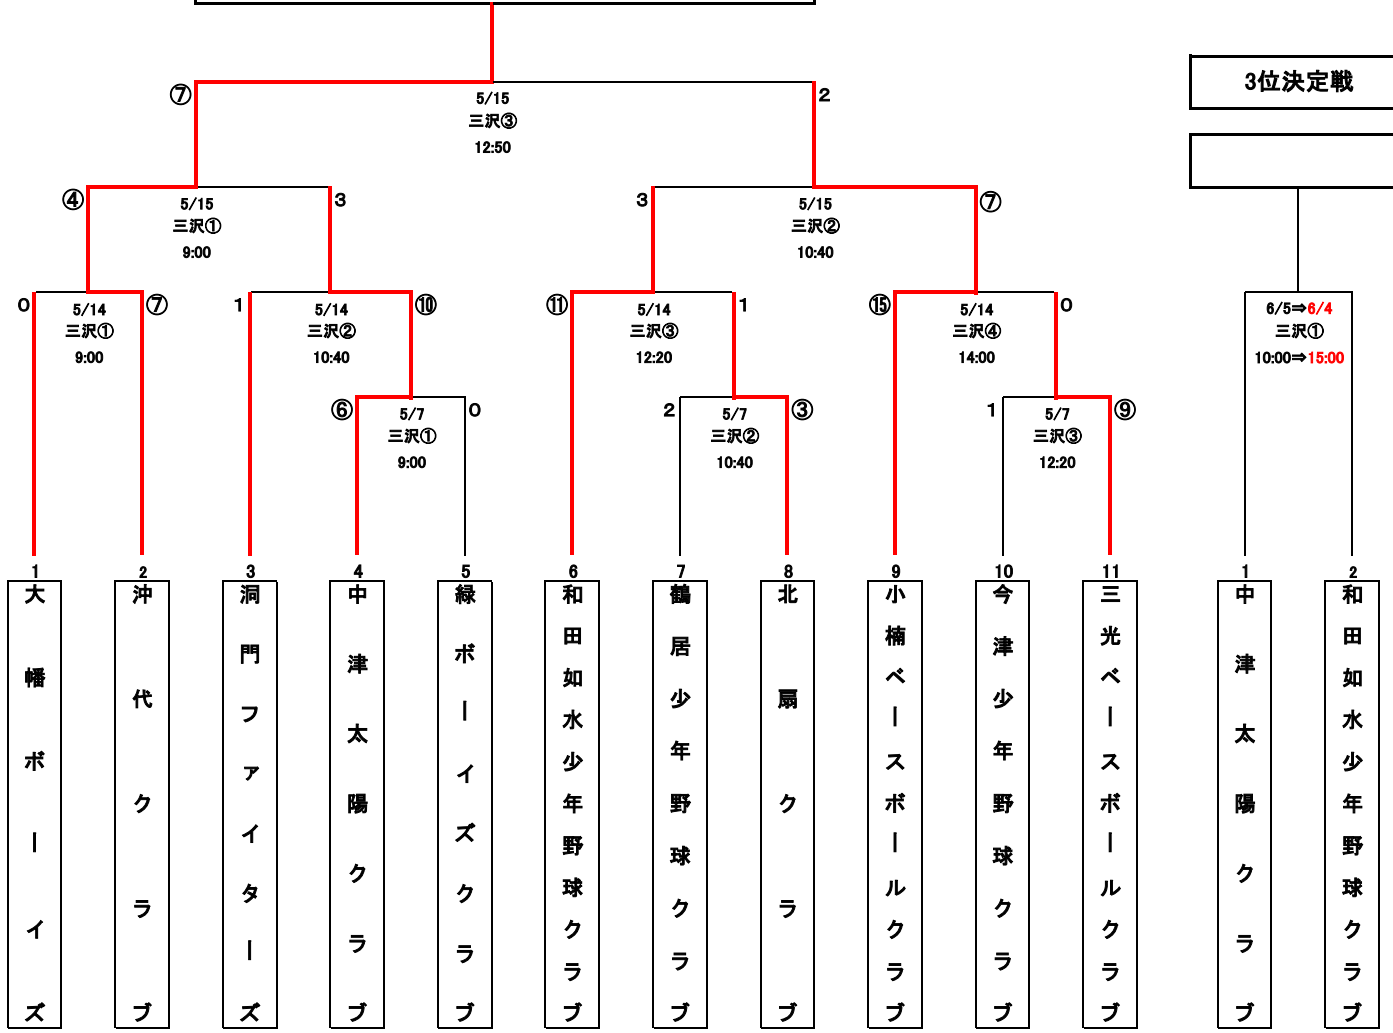 3位決定戦
⑦
5/15
三沢③
12:50
2
④
5/15
三沢①
9:00
3
3
5/15
三沢②
10:40
⑦
0
5/14
三沢①
9:00
⑦
1
5/14
三沢②
10:40
⑩
⑪
5/14
三沢③
12:20
1
⑮
5/14
三沢④
14:00
0
6/5⇒6/4
三沢①
10:00⇒15:00
⑥
5/7
三沢①
9:00
0
2
5/7
三沢②
10:40
③
1
5/7
三沢③
12:20
⑨
1
大幡ボーイズ
2
沖代クラブ
3
洞門ファイターズ
4
中津太陽クラブ
5
緑ボーイズクラブ
6
和田如水少年野球クラブ
7
鶴居少年野球クラブ
8
北扇クラブ
9
小楠ベースボールクラブ
10
今津少年野球クラブ
11
三光ベースボールクラブ
1
中津太陽クラブ
2
和田如水少年野球クラブ